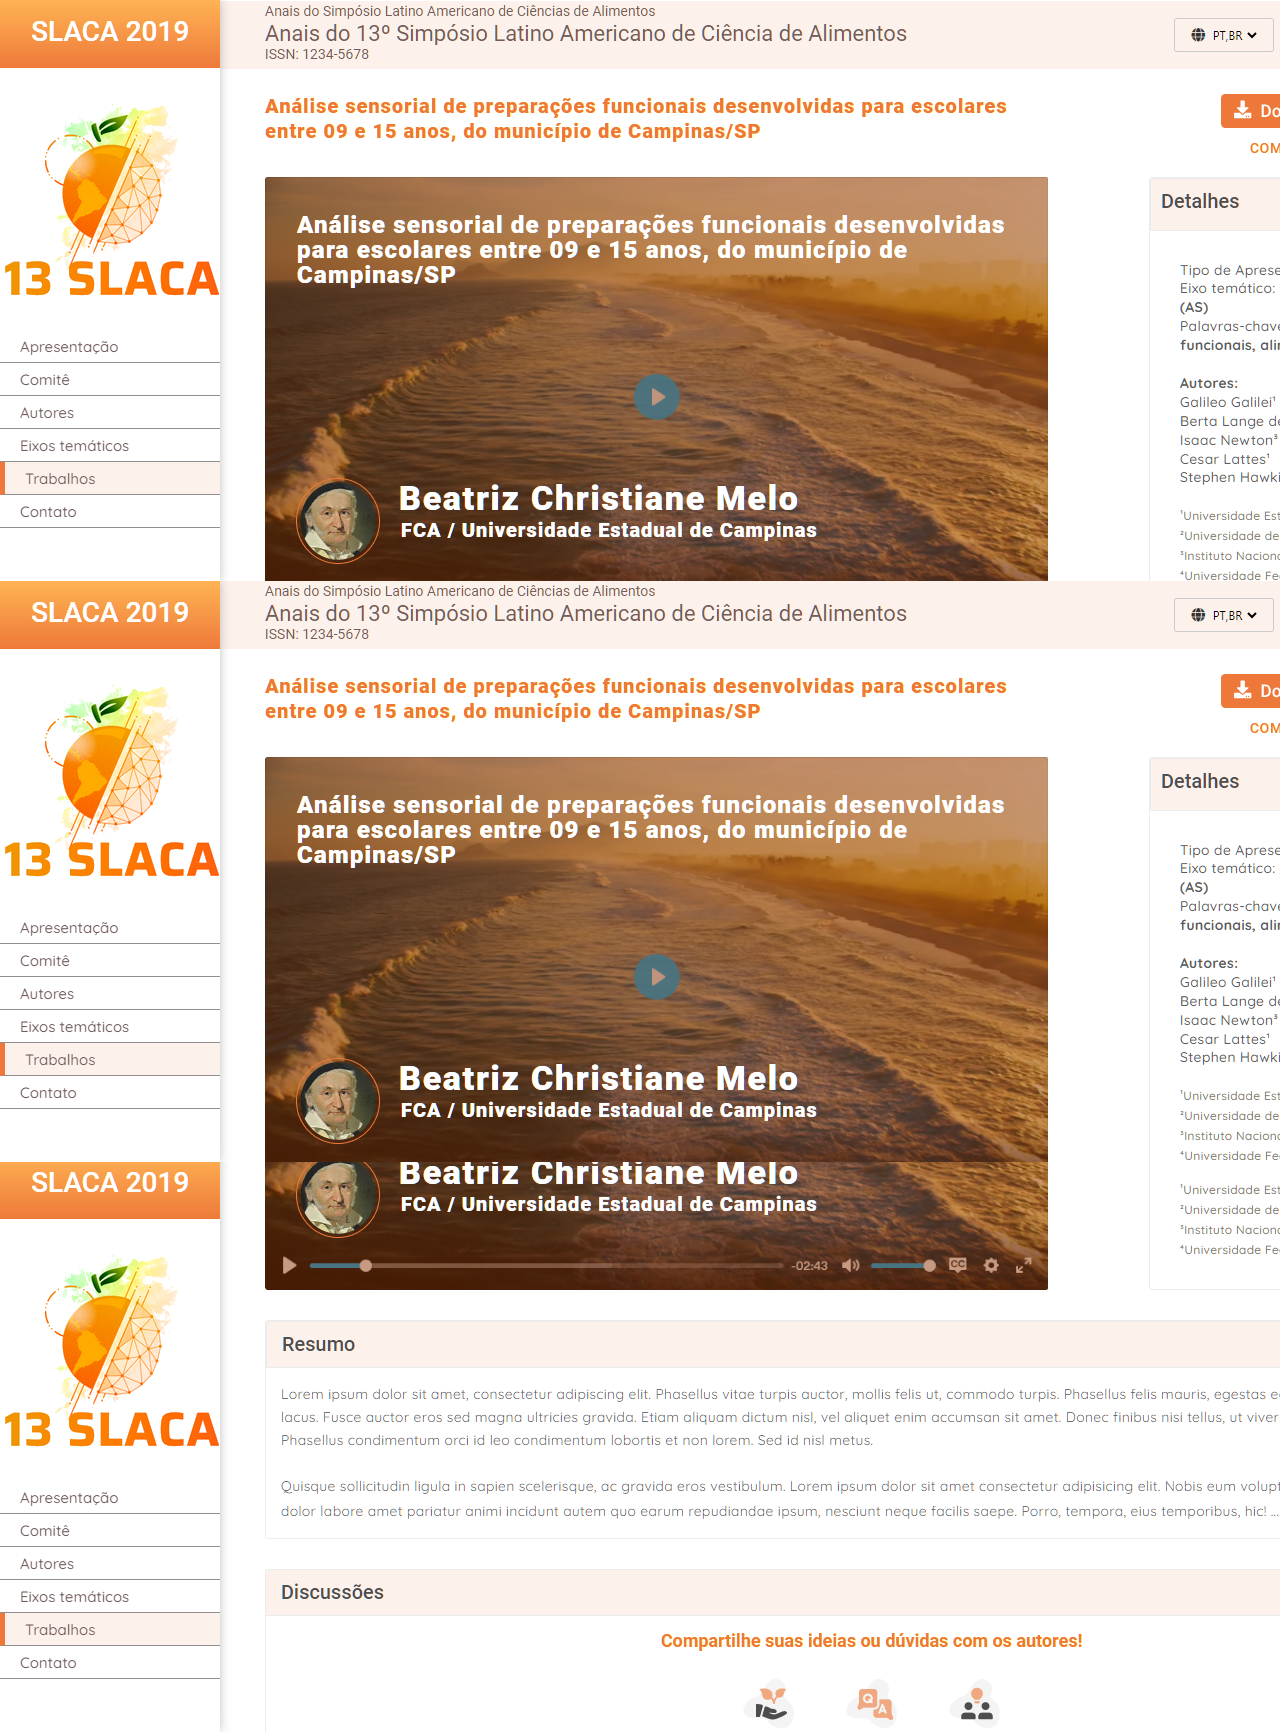 SLACA 2019
Anais do Simpósio Latino Americano de Ciências de Alimentos
Anais do 13º Simpósio Latino Americano de Ciência de Alimentos
ISSN: 1234-5678
PT,BR
Análise sensorial de preparações funcionais desenvolvidas para escolares
entre 09 e 15 anos, do município de Campinas/SP
Do
COM
13 SLACA
Apresentação
Comitê
Autores
Eixos temáticos
Trabalhos
Contato
Análise sensorial de preparações funcionais desenvolvidas
para escolares entre 09 e 15 anos, do município de
Campinas/SP
Beatriz Christiane Melo
FCA / Universidade Estadual de Campinas
Detalhes
Tipo de Aprese
Eixo temático:
(AS)
Palavras-chave
funcionais, alin
Autores:
Galileo Galilei¹
Berta Lange de
Isaac Newton³
Cesar Lattes¹
Stephen Hawki
¹Universidade Est
²Universidade de
³Instituto Naciona
⁴Universidade Fe
SLACA 2019
Anais do Simpósio Latino Americano de Ciências de Alimentos
Anais do 13º Simpósio Latino Americano de Ciência de Alimentos
ISSN: 1234-5678
PT,BR
Análise sensorial de preparações funcionais desenvolvidas para escolares
entre 09 e 15 anos, do município de Campinas/SP
Do
COM
13 SLACA
Apresentação
Comitê
Autores
Eixos temáticos
Trabalhos
Contato
Análise sensorial de preparações funcionais desenvolvidas
para escolares entre 09 e 15 anos, do município de
Campinas/SP
Beatriz Christiane Melo
FCA / Universidade Estadual de Campinas
Detalhes
Tipo de Aprese
Eixo temático:
(AS)
Palavras-chave
funcionais, alin
Autores:
Galileo Galilei¹
Berta Lange de
Isaac Newton³
Cesar Lattes¹
Stephen Hawki
¹Universidade Est
²Universidade de
³Instituto Naciona
⁴Universidade Fe
SLACA 2019
13 SLACA
Apresentação
Comitê
Autores
Eixos temáticos
Trabalhos
Contato
Beatriz Christiane Melo
FCA / Universidade Estadual de Campinas
-02:43
CC
¹Universidade Est
²Universidade de
³Instituto Naciona
⁴Universidade Fe
Resumo
Lorem ipsum dolor sit amet, consectetur adipiscing elit. Phasellus vitae turpis auctor, mollis felis ut, commodo turpis. Phasellus felis mauris, egestas e
lacus. Fusce auctor eros sed magna ultricies gravida. Etiam aliquam dictum nisl, vel aliquet enim accumsan sit amet. Donec finibus nisi tellus, ut viver
Phasellus condimentum orci id leo condimentum lobortis et non lorem. Sed id nisl metus.
Quisque sollicitudin ligula in sapien scelerisque, ac gravida eros vestibulum. Lorem ipsum dolor sit amet consectetur adipisicing elit. Nobis eum volupt
dolor labore amet pariatur animi incidunt autem quo earum repudiandae ipsum, nesciunt neque facilis saepe. Porro, tempora, eius temporibus, hic! ...
Discussões
Compartilhe suas ideias ou dúvidas com os autores!
Q
A